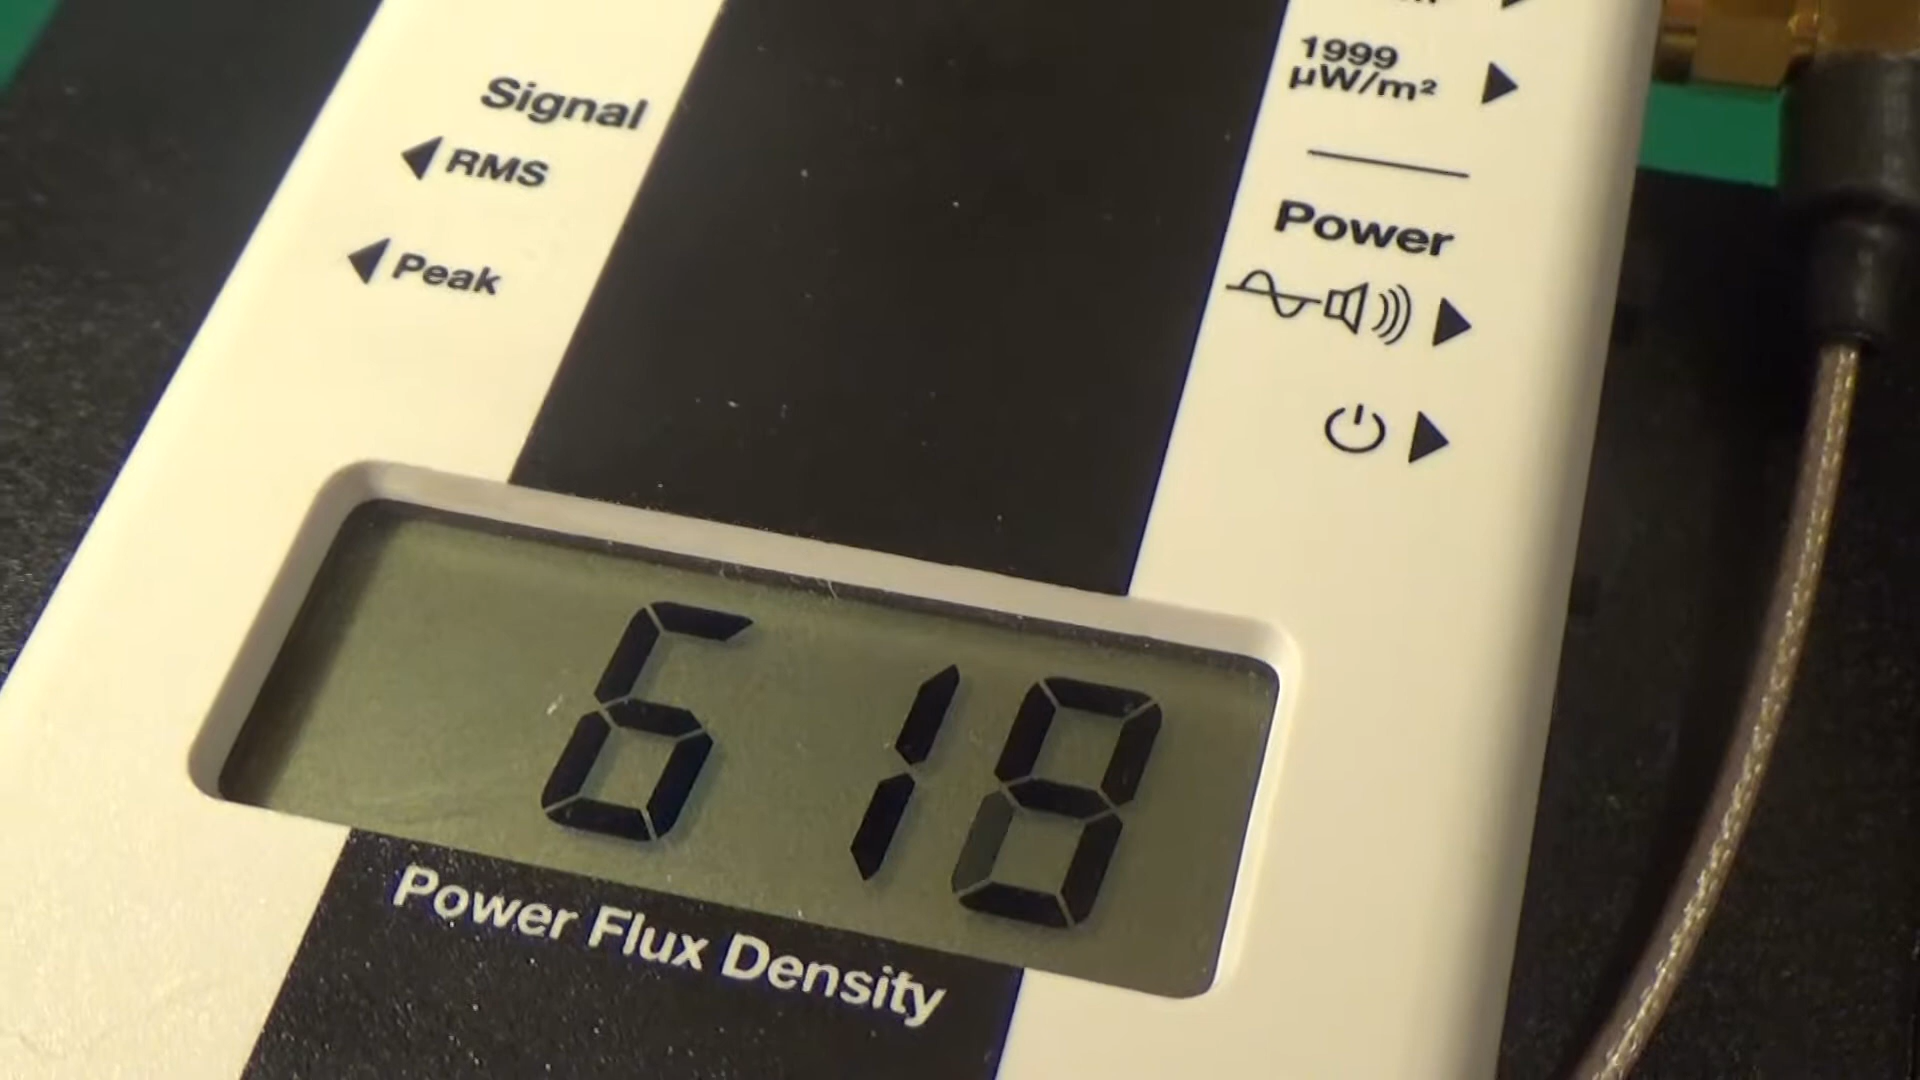 Signal
RMS
Peak
1999
µW/m²
Power
618
Power Flux Density